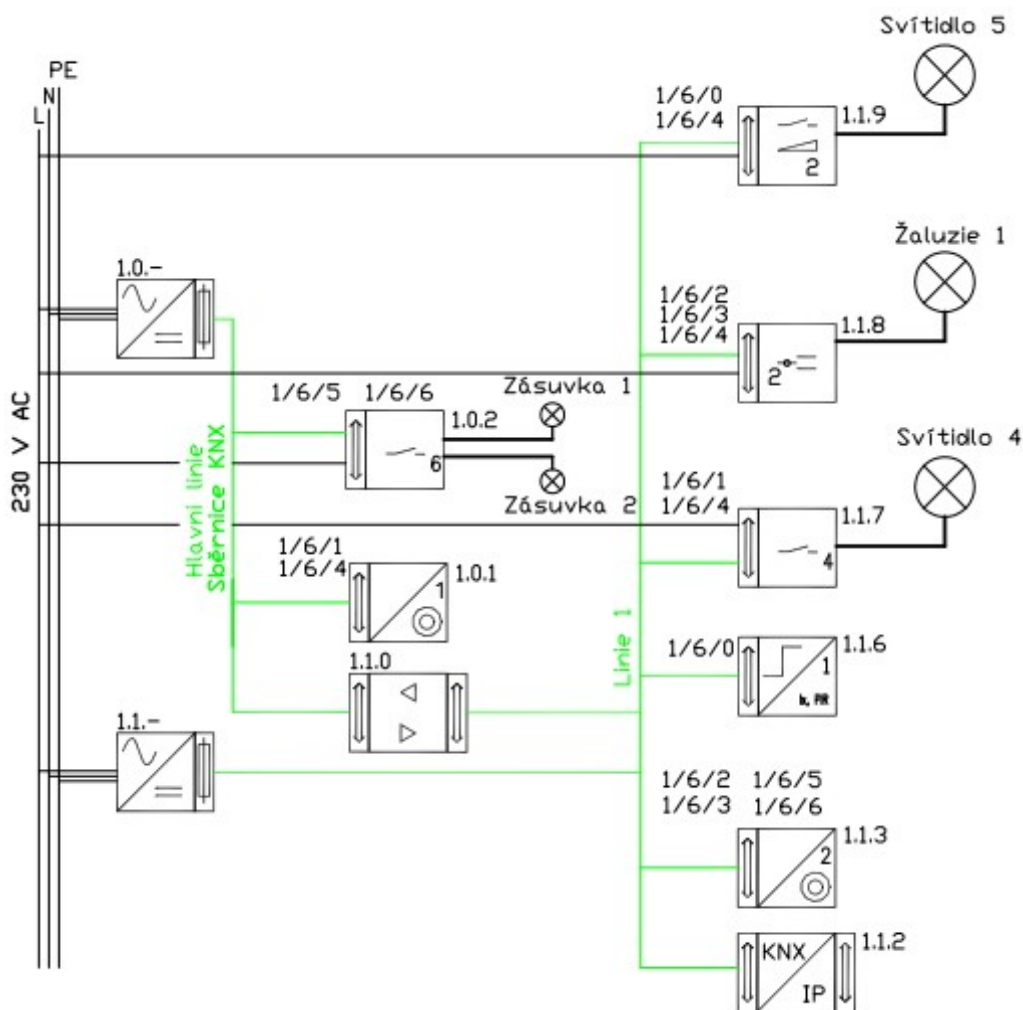 Svítidlo 5
PE
N
L
1/6/0
1/6/4
1.1.9
2
Žaluzie 1
1.0.-
1/6/2
1/6/3
1/6/4
1.1.8
2
1/6/5 1/6/6
Zásuvka 1
1.0.2
6
Zásuvka 2
230 V AC
Hlavní linie
Sběrnice KNX
Svítidlo 4
1/6/1
1/6/4
1.1.7
4
1/6/1
1/6/4
1.0.1
1
Linie 1
1/6/0
1.1.6
1
lx, PIR
1.1.0
1.1.-
1/6/2 1/6/5
1/6/3 1/6/6
1.1.3
2
1.1.2
KNX
IP